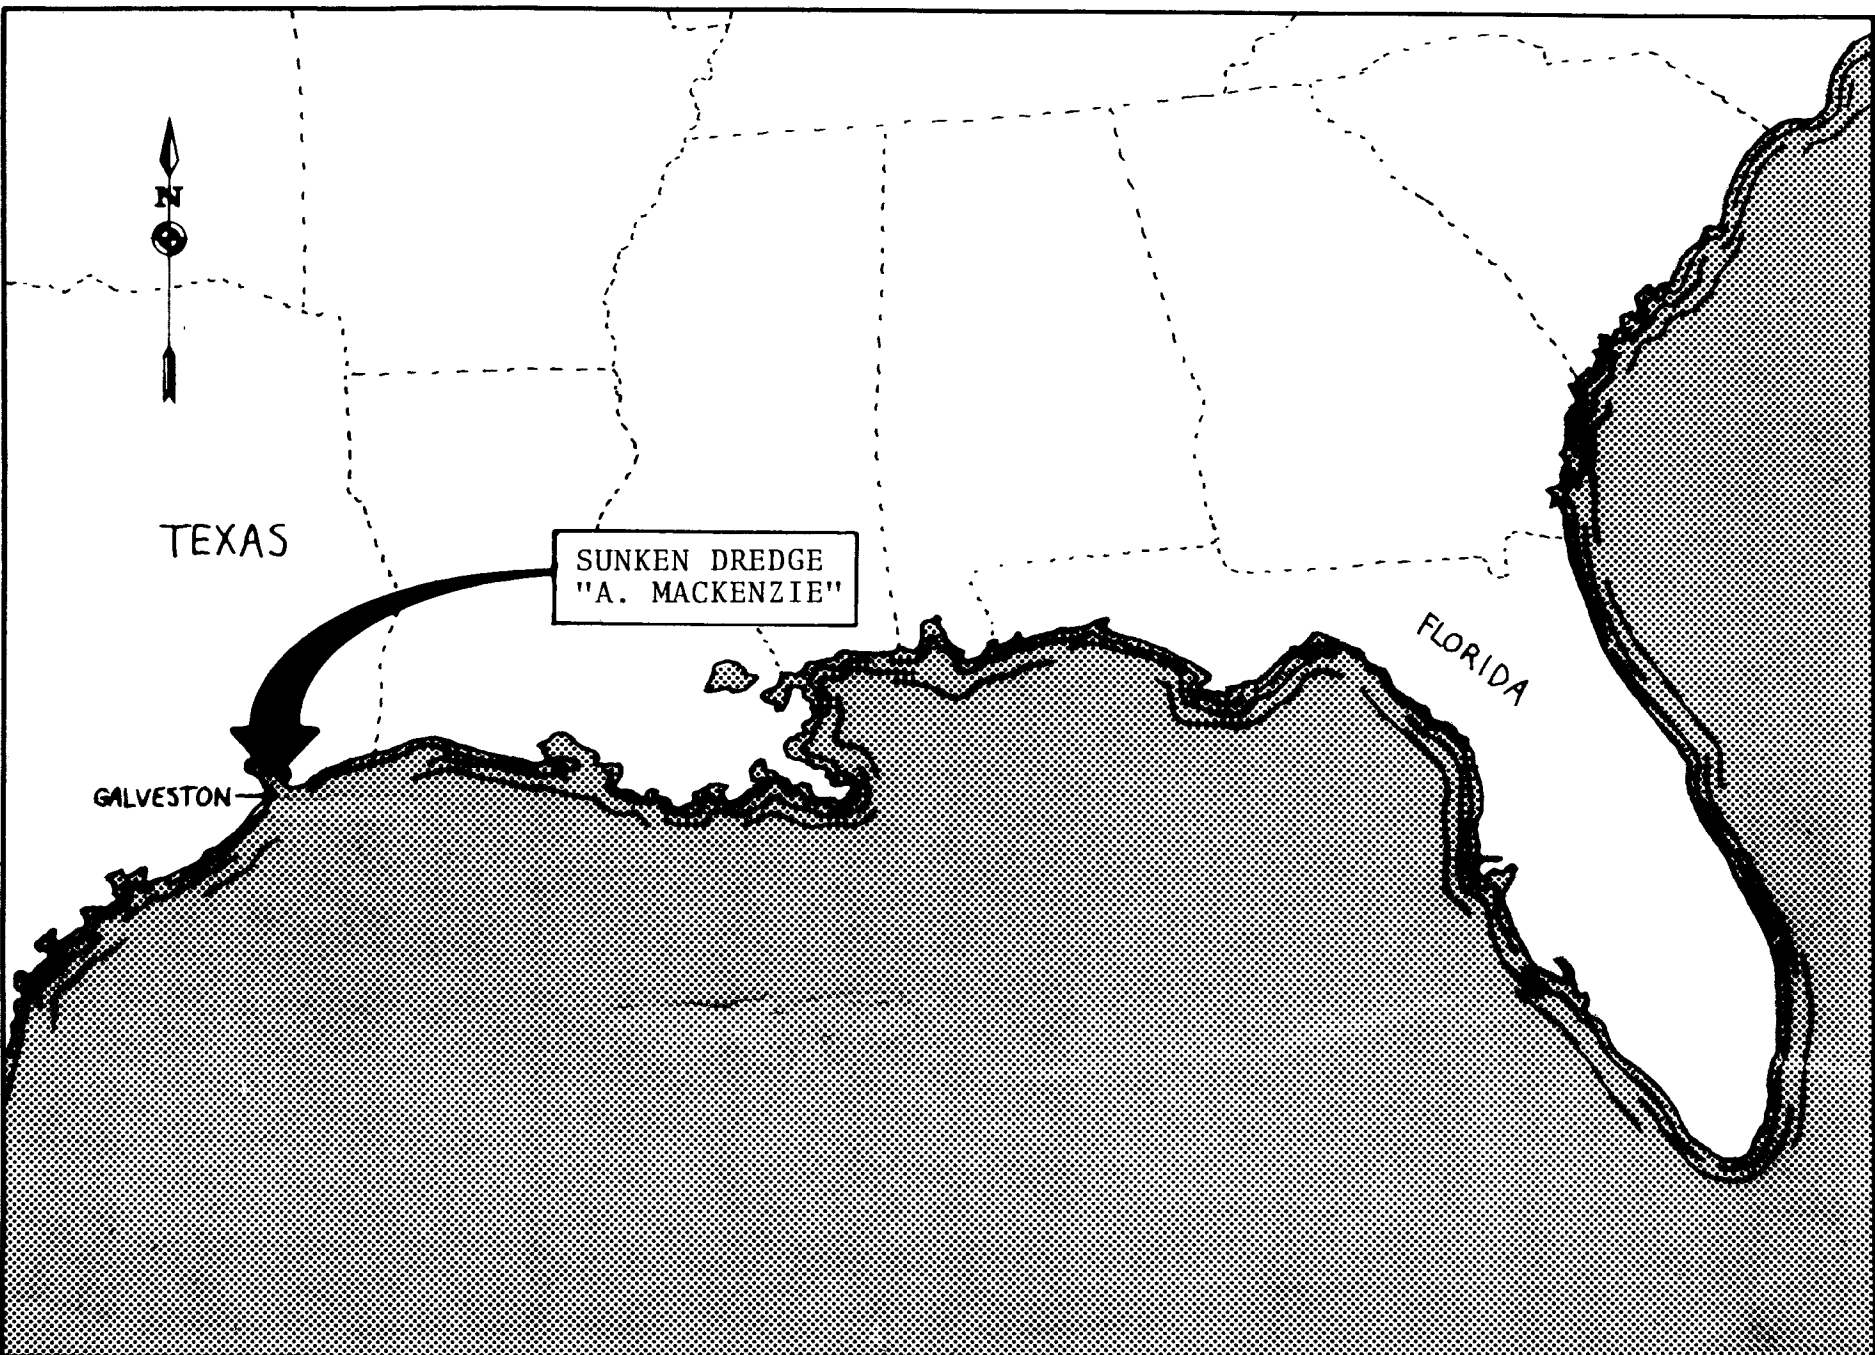 N
TEXAS
SUNKEN DREDGE
"A. MACKENZIE"
FLORIDA
GALVESTON